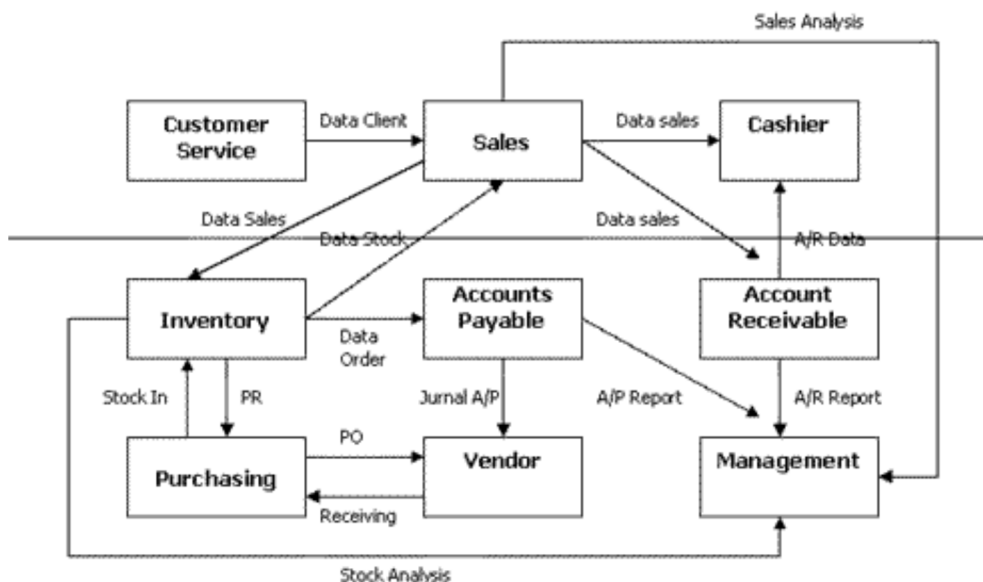 Sales Analysis
Customer
Service
Data Client
Sales
Data sales
Cashier
Data Sales
Data Stock
Data sales
A/R Data
Inventory
Data
Order
Accounts
Payable
Account
Receivable
Stock In
PR
Jurnal A/P
A/P Report
A/R Report
Purchasing
PO
Receiving
Vendor
Management
Stock Analysis